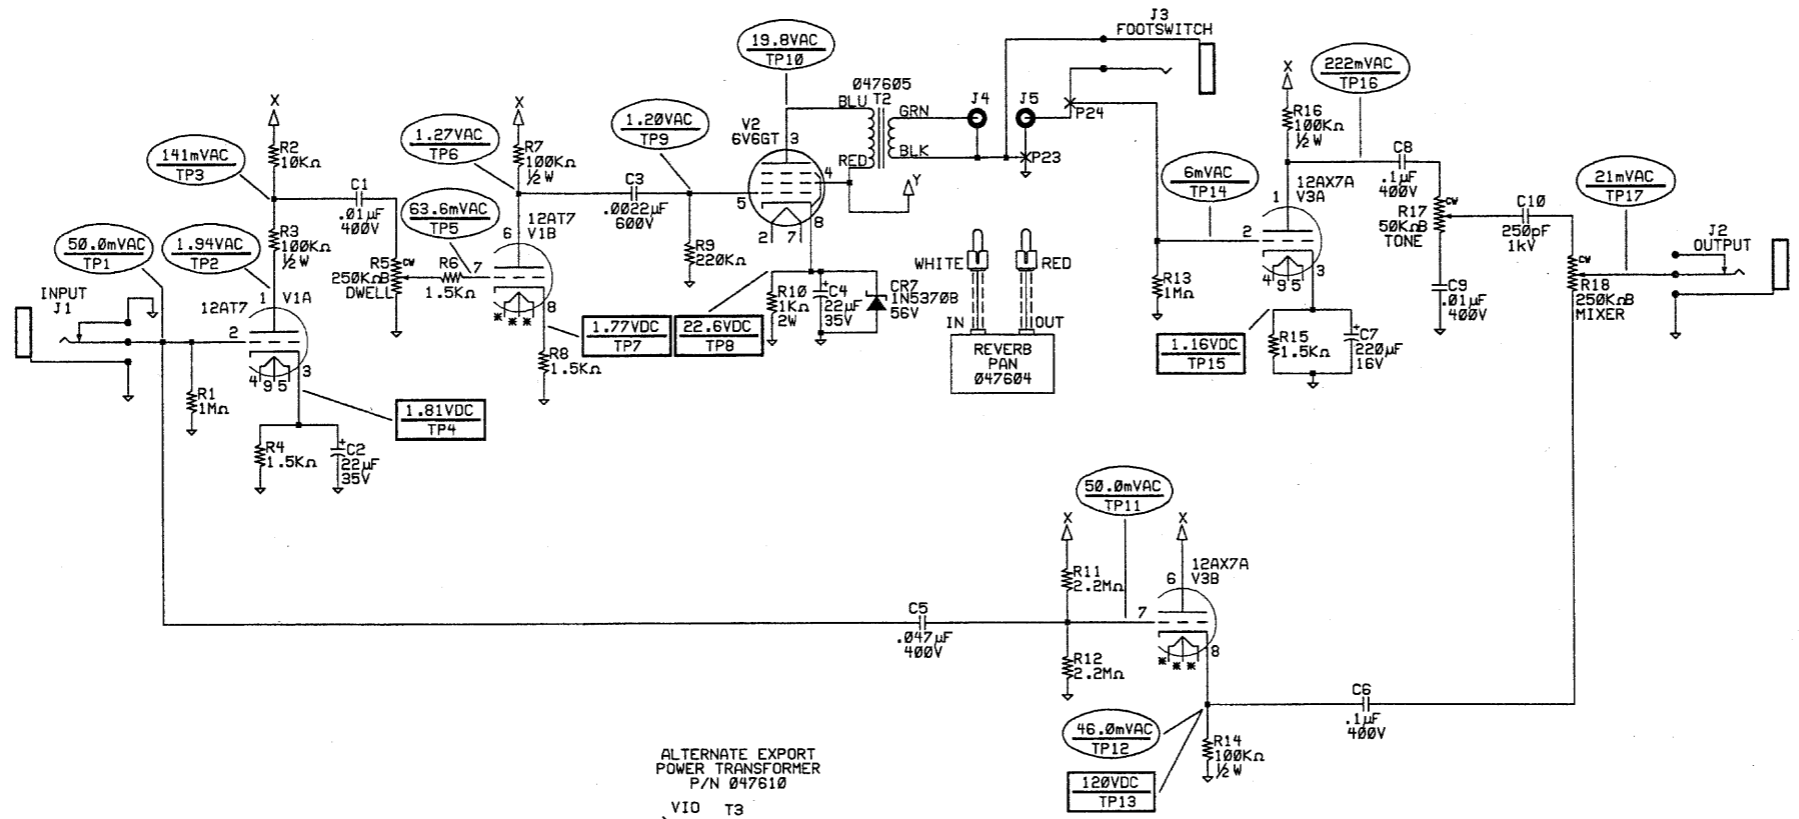 J3
FOOTSWITCH
19.8VAC
TP10
047605
T2
BLU
GRN
J4
J5
P24
X
222mVAC
TP16
R16
100KΩ
½W
X
R2
10KΩ
141mVAC
TP3
X
1.27VAC
TP6
R7
100KΩ
½W
1.20VAC
TP9
V2
6V6GT
3
RED
BLK
P23
4
Y
C8
.1µF
400V
6mVAC
TP14
12AX7A
V3A
1
21mVAC
TP17
C1
.01µF
400V
63.6mVAC
TP5
C3
.0022µF
600V
5
8
2
7
CW
R17
50KΩB
TONE
C10
250pF
1kV
J2
OUTPUT
50.0mVAC
TP1
1.94VAC
TP2
R3
100KΩ
½W
12AT7
V1B
6
R9
220KΩ
2
3
4 9 5
CW
R18
250KΩB
MIXER
INPUT
J1
CW
R5
250KΩB
DWELL
R6
1.5KΩ
7
8
* * *
WHITE
RED
R13
1MΩ
C9
.01µF
400V
12AT7
1
V1A
2
3
4 9 5
1.77VDC
TP7
22.6VDC
TP8
R10
1KΩ
2W
+
C4
22µF
35V
CR7
1N5370B
56V
IN
OUT
REVERB
PAN
047604
1.16VDC
TP15
R15
1.5KΩ
+
C7
220µF
16V
R8
1.5KΩ
R1
1MΩ
1.81VDC
TP4
R4
1.5KΩ
+
C2
22µF
35V
50.0mVAC
TP11
X
X
R11
2.2MΩ
12AX7A
V3B
6
7
8
* * *
C5
.047µF
400V
R12
2.2MΩ
C6
.1µF
400V
46.0mVAC
TP12
R14
100KΩ
½W
120VDC
TP13
ALTERNATE EXPORT
POWER TRANSFORMER
P/N 047610
VIO T3